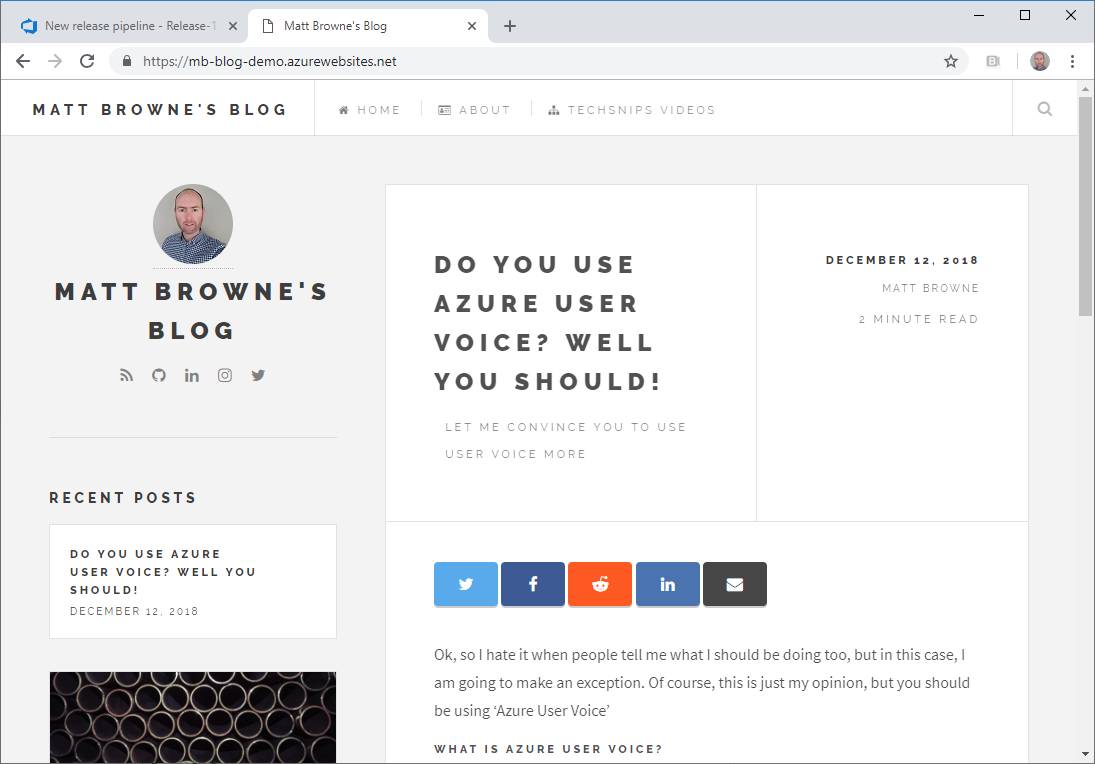 New release pipeline - Release-1
Matt Browne's Blog
https://mb-blog-demo.azurewebsites.net
MATT BROWNE'S BLOG
HOME
ABOUT
TECHSNIPS VIDEOS
MATT BROWNE'S
BLOG
RECENT POSTS
DO YOU USE AZURE
USER VOICE? WELL YOU
SHOULD!
DECEMBER 12, 2018
DO YOU USE
AZURE USER
VOICE? WELL
YOU SHOULD!
LET ME CONVINCE YOU TO USE
USER VOICE MORE
DECEMBER 12, 2018
MATT BROWNE
2 MINUTE READ
Ok, so I hate it when people tell me what I should be doing too, but in this case, I
am going to make an exception. Of course, this is just my opinion, but you should
be using ‘Azure User Voice’
WHAT IS AZURE USER VOICE?